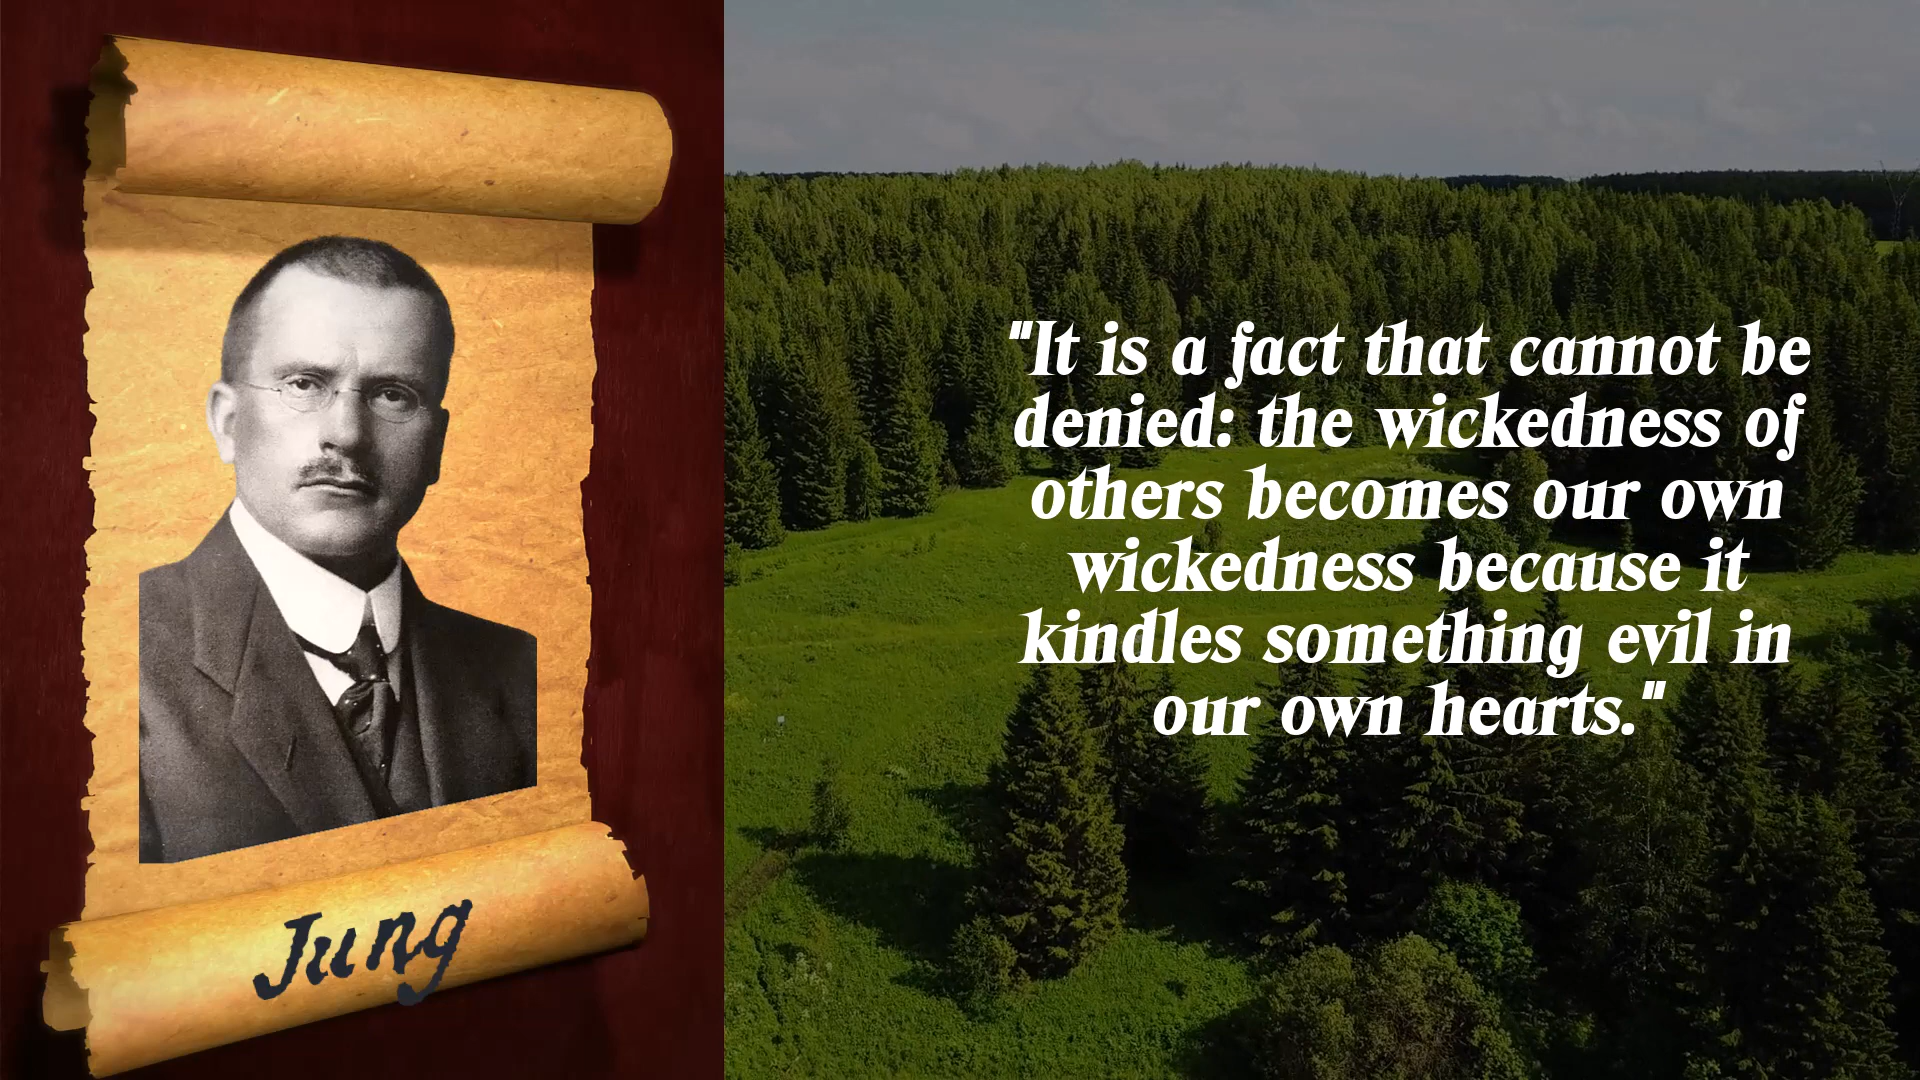 "It is a fact that cannot be
denied: the wickedness of
others becomes our own
wickedness because it
kindles something evil in
our own hearts."
Jung